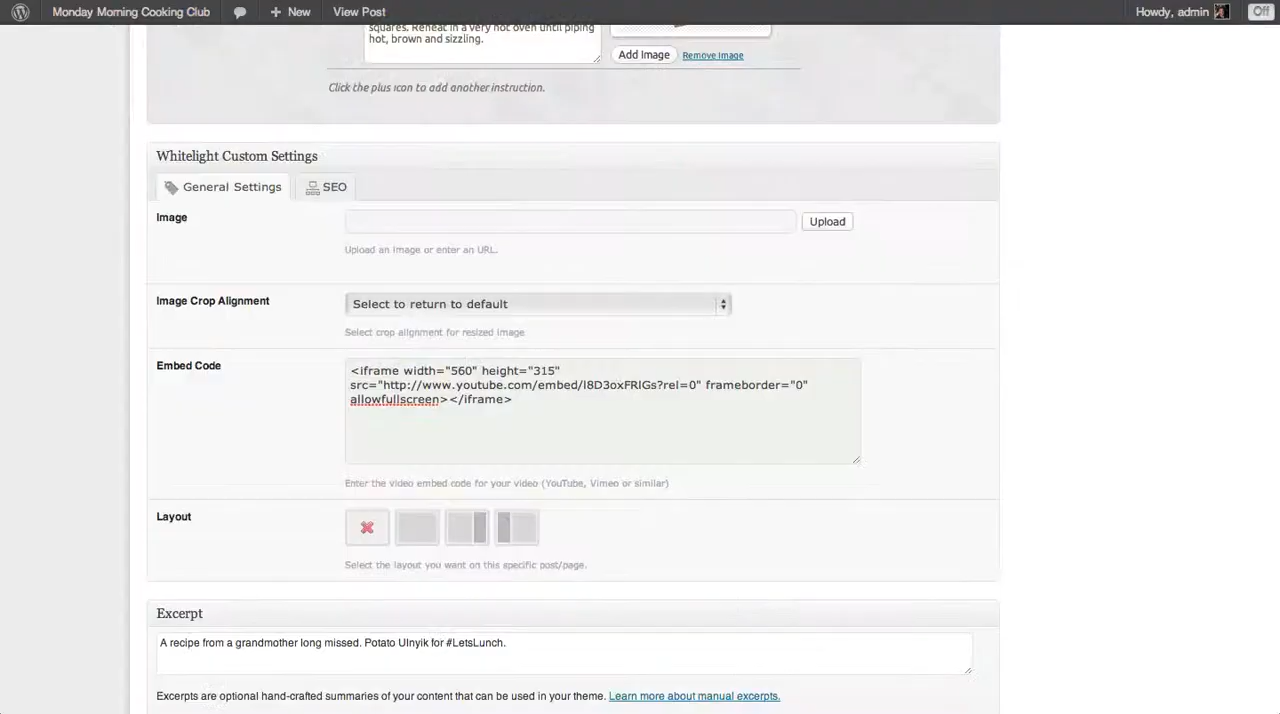 Monday Morning Cooking Club + New View Post Howdy, admin Off
squares. Reheat in a very hot oven until piping
hot, brown and sizzling.
Add Image Remove Image
Click the plus icon to add another instruction.
Whitelight Custom Settings
General Settings SEO
Image
Upload
Upload an image or enter an URL.
Image Crop Alignment
Select to return to default
Select crop alignment for resized image
Embed Code
<iframe width="560" height="315"
src="http://www.youtube.com/embed/l8D3oxFRlGs?rel=0" frameborder="0"
allowfullscreen></iframe>
Enter the video embed code for your video (YouTube, Vimeo or similar)
Layout
Select the layout you want on this specific post/page.
Excerpt
A recipe from a grandmother long missed. Potato Ulnyik for #LetsLunch.
Excerpts are optional hand-crafted summaries of your content that can be used in your theme. Learn more about manual excerpts.